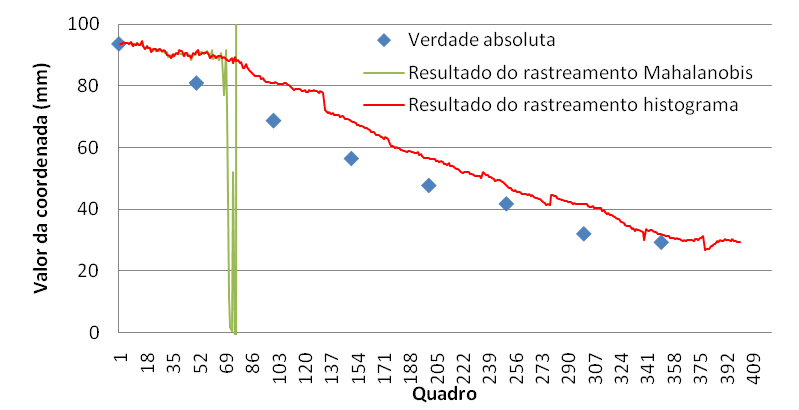 Valor da coordenada (mm)
100
80
60
40
20
0
Verdade absoluta
Resultado do rastreamento Mahalanobis
Resultado do rastreamento histograma
1 18 35 52 69 86 103 120 137 154 171 188 205 222 239 256 273 290 307 324 341 358 375 392 409
Quadro